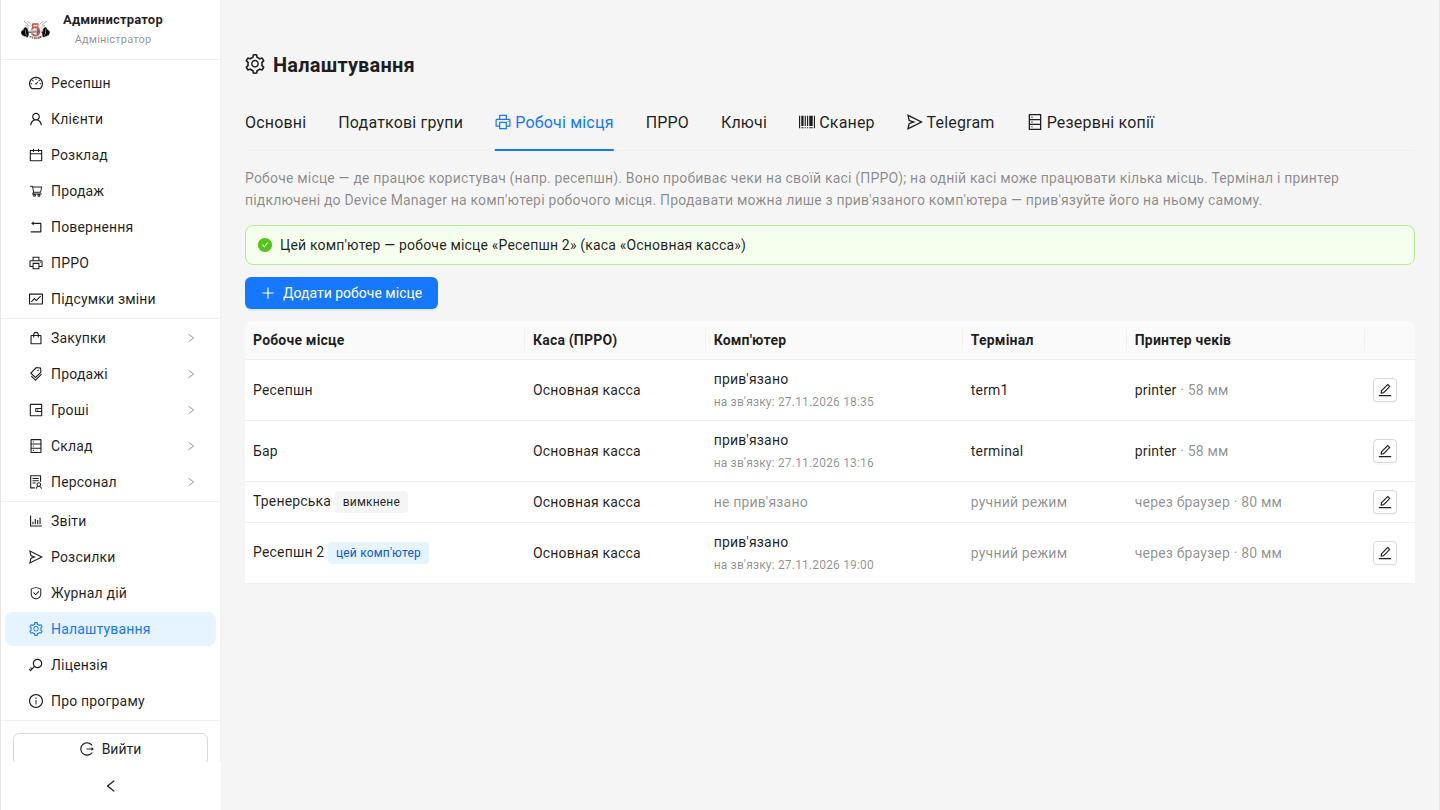 Администратор
Адміністратор
Ресепшн
Клієнти
Розклад
Продаж
Повернення
ПРРО
Підсумки зміни
Закупки
Продажі
Гроші
Склад
Персонал
Звіти
Розсилки
Журнал дій
Налаштування
Ліцензія
Про програму
Вийти
Налаштування
Основні Податкові групи Робочі місця ПРРО Ключі Сканер Telegram Резервні копії
Робоче місце — де працює користувач (напр. ресепшн). Воно пробиває чеки на своїй касі (ПРРО); на одній касі може працювати кілька місць. Термінал і принтер
підключені до Device Manager на комп'ютері робочого місця. Продавати можна лише з прив'язаного комп'ютера — прив'язуйте його на ньому самому.
Цей комп'ютер — робоче місце «Ресепшн 2» (каса «Основная касса»)
Додати робоче місце
Робоче місце Каса (ПРРО) Комп'ютер Термінал Принтер чеків
Ресепшн Основная касса прив'язано term1 printer · 58 мм
на зв'язку: 27.11.2026 18:35
Бар Основная касса прив'язано terminal printer · 58 мм
на зв'язку: 27.11.2026 13:16
Тренерська вимкнене Основная касса не прив'язано ручний режим через браузер · 80 мм
Ресепшн 2 цей комп'ютер Основная касса прив'язано ручний режим через браузер · 80 мм
на зв'язку: 27.11.2026 19:00